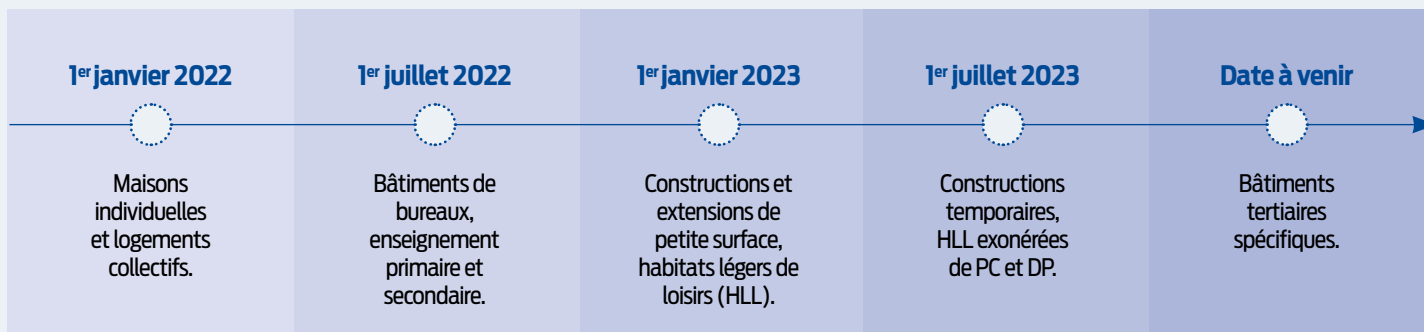 1er janvier 2022
Maisons
individuelles
et logements
collectifs.
1er juillet 2022
Bâtiments de
bureaux,
enseignement
primaire et
secondaire.
1er janvier 2023
Constructions et
extensions de
petite surface,
habitats légers de
loisirs (HLL).
1er juillet 2023
Constructions
temporaires,
HLL exonérées
de PC et DP.
Date à venir
Bâtiments
tertiaires
spécifiques.